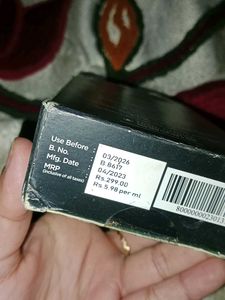 Use Before 03/2026
B. No. B.8617
Mfg. Date 04/2023
MRP Rs 299.00
(Inclusive of all taxes) Rs 5.98 per ml